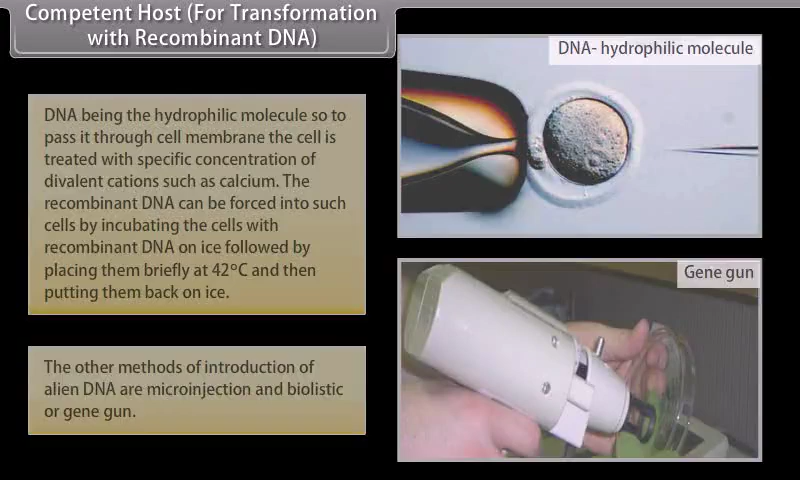 Competent Host (For Transformation
with Recombinant DNA)
DNA being the hydrophilic molecule so to
pass it through cell membrane the cell is
treated with specific concentration of
divalent cations such as calcium. The
recombinant DNA can be forced into such
cells by incubating the cells with
recombinant DNA on ice followed by
placing them briefly at 42ºC and then
putting them back on ice.
The other methods of introduction of
alien DNA are microinjection and biolistic
or gene gun.
DNA- hydrophilic molecule
Gene gun